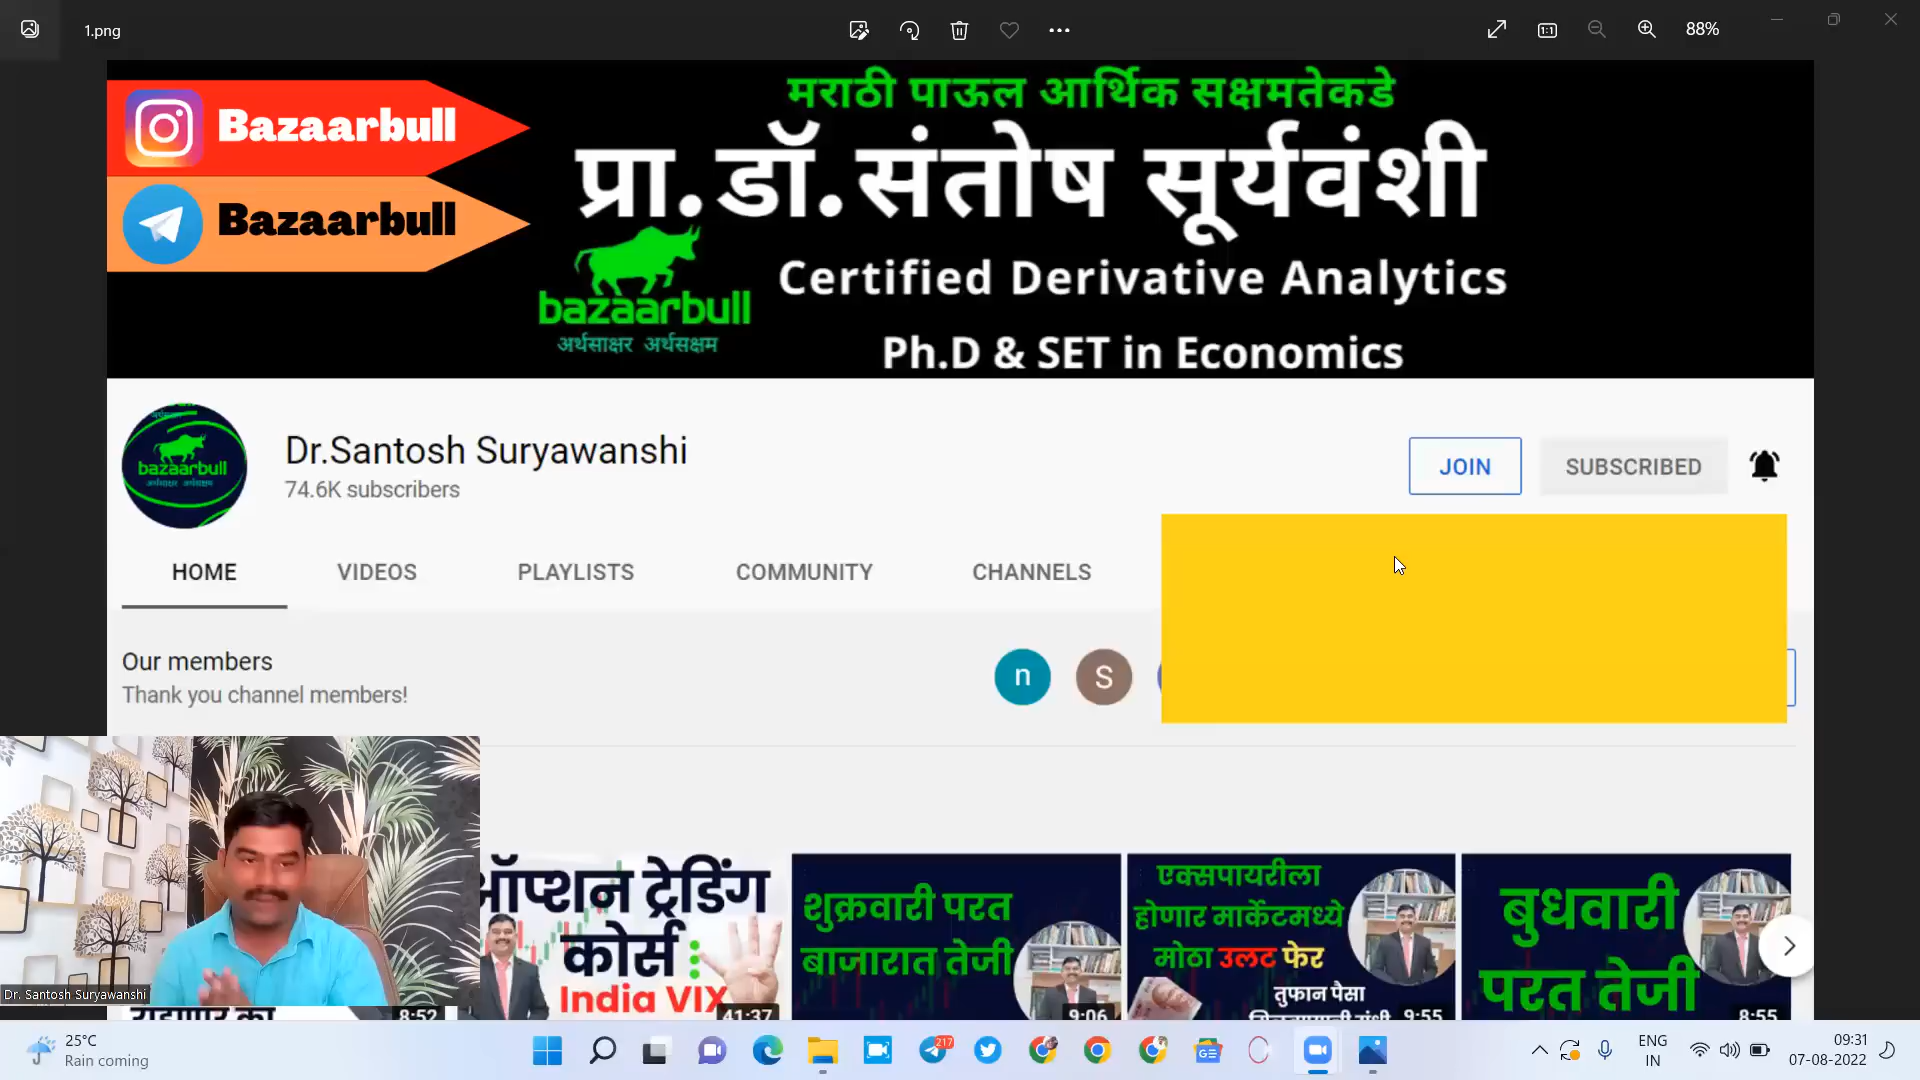 1.png
88%
Bazaarbull
Bazaarbull
मराठी पाऊल आर्थिक सक्षमतेकडे
प्रा.डॉ.संतोष सूर्यवंशी
bazaarbull
अर्थसाक्षर अर्थसक्षम
Certified Derivative Analytics
Ph.D & SET in Economics
bazaarbull
Dr.Santosh Suryawanshi
74.6K subscribers
JOIN
SUBSCRIBED
HOME
VIDEOS
PLAYLISTS
COMMUNITY
CHANNELS
Our members
Thank you channel members!
n
S
ऑप्शन ट्रेडिंग
कोर्स :
India VIX
41:37
शुक्रवारी परत
बाजारात तेजी
9:06
एक्सपायरीला
होणार मार्केटमध्ये
मोठा उलट फेर
तुफान पैसा
9:55
बुधवारी
परत तेजी
8:55
Dr. Santosh Suryawanshi
8:52
25°C
Rain coming
217
GE
ENG
IN
09:31
07-08-2022